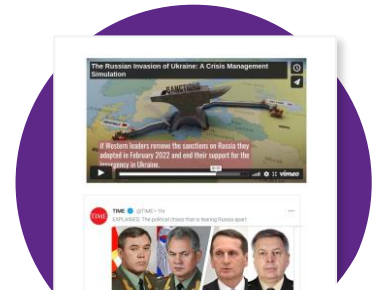 The Russian Invasion of Ukraine: A Crisis Management
Simulation
SANCTIONS
If Western leaders remove the sanctions on Russia they
adopted in February 2022 and end their support for the
insurgency in Ukraine.
vimeo
TIME
TIME @TIME
EXPLAINED: The political chaos that is tearing Russia apart